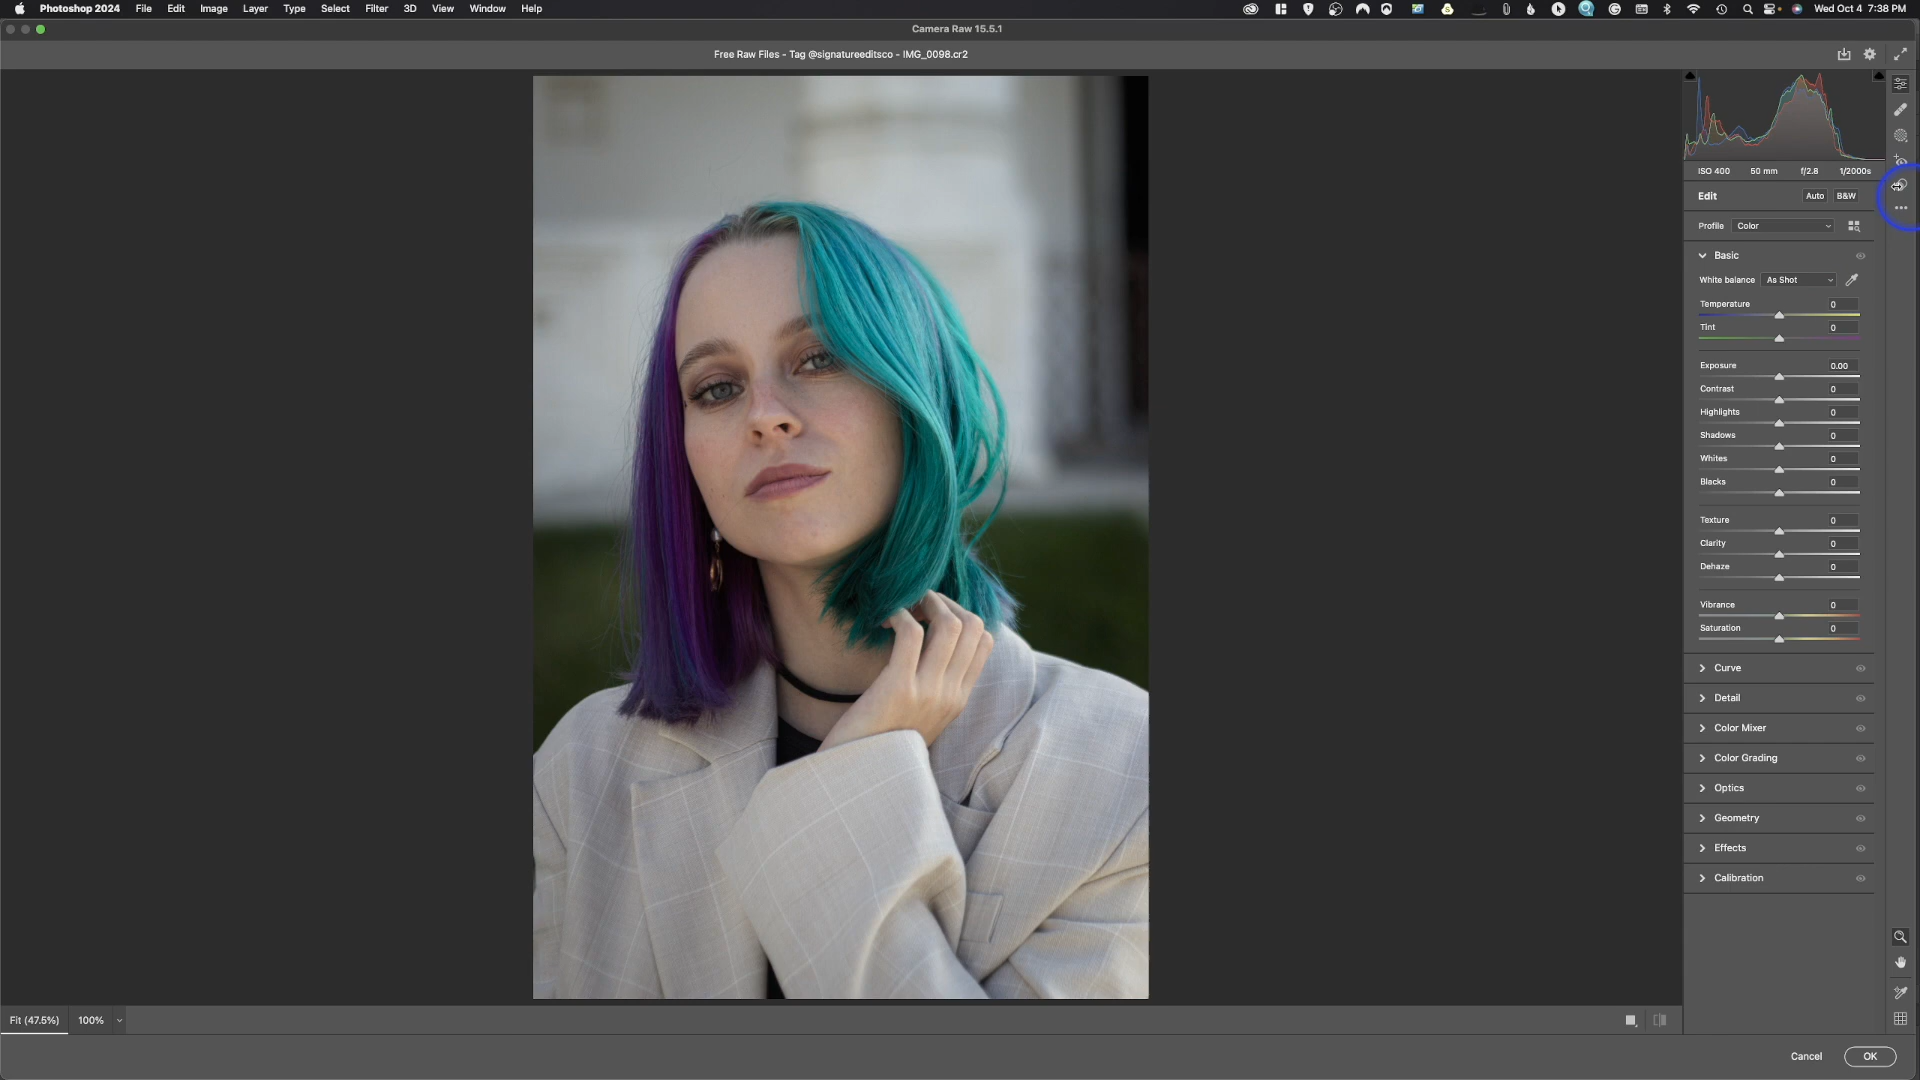 Photoshop 2024 File Edit Image Layer Type Select Filter 3D View Window Help Wed Oct 4 7:38 PM
Camera Raw 15.5.1
Free Raw Files - Tag @signatureeditsco - IMG_0098.cr2
ISO 400 50 mm f/2.8 1/2000s
Edit Auto B&W
Profile Color
Basic
White balance As Shot
Temperature 0
Tint 0
Exposure 0.00
Contrast 0
Highlights 0
Shadows 0
Whites 0
Blacks 0
Texture 0
Clarity 0
Dehaze 0
Vibrance 0
Saturation 0
Curve
Detail
Color Mixer
Color Grading
Optics
Geometry
Effects
Calibration
Fit (47.5%) 100%
Cancel OK